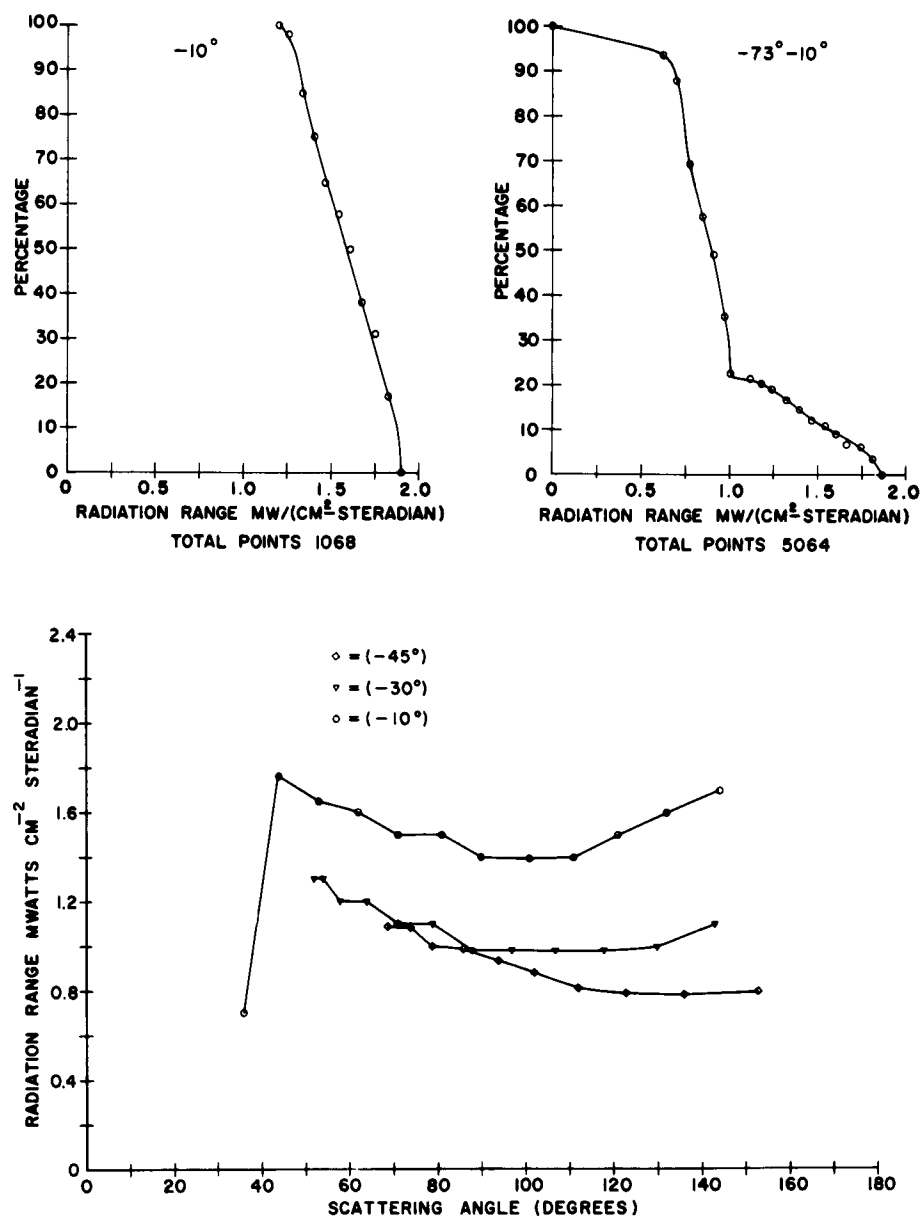 -10°
PERCENTAGE
100
90
80
70
60
50
40
30
20
10
0
0 0.5 1.0 1.5 2.0
RADIATION RANGE MW/(CM²-STERADIAN)
TOTAL POINTS 1068
-73°-10°
PERCENTAGE
100
90
80
70
60
50
40
30
20
10
0
0 0.5 1.0 1.5 2.0
RADIATION RANGE MW/(CM²-STERADIAN)
TOTAL POINTS 5064
RADIATION RANGE MWATTS CM⁻² STERADIAN⁻¹
2.4
2.0
1.6
1.2
0.8
0.4
0
◇ = (-45°)
▽ = (-30°)
○ = (-10°)
0 20 40 60 80 100 120 140 160 180
SCATTERING ANGLE (DEGREES)